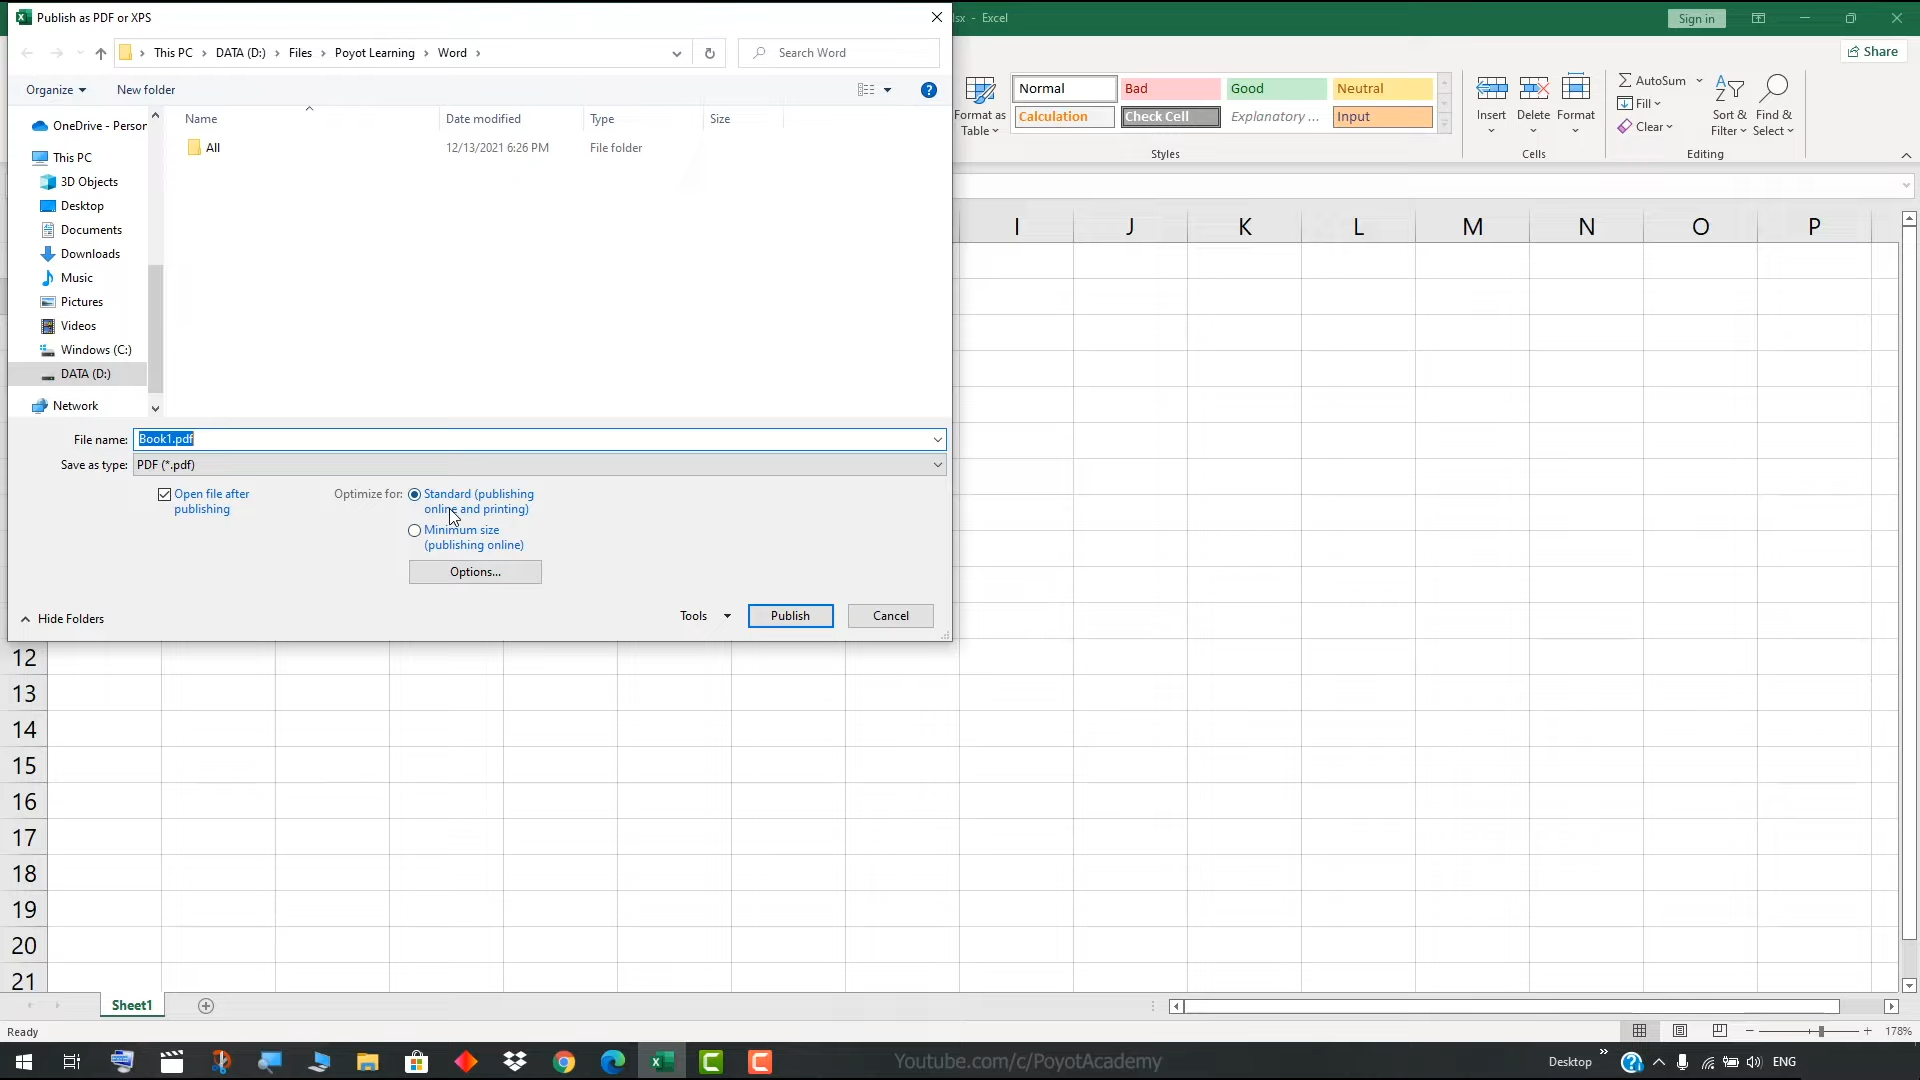 Publish as PDF or XPS
lsx - Excel
Sign in
This PC > DATA (D:) > Files > Poyot Learning > Word >
Search Word
Share
Organize
New folder
OneDrive - Person
This PC
3D Objects
Desktop
Documents
Downloads
Music
Pictures
Videos
Windows (C:)
DATA (D:)
Network
Name Date modified Type Size
All 12/13/2021 6:26 PM File folder
File name: Book1.pdf
Save as type: PDF (*.pdf)
Open file after
publishing
Optimize for:
Standard (publishing
online and printing)
Minimum size
(publishing online)
Options...
Hide Folders
Tools
Publish
Cancel
Format as
Table
Normal Bad Good Neutral
Calculation Check Cell Explanatory ... Input
Styles
Insert Delete Format
Cells
AutoSum
Fill
Clear
Sort &
Filter
Find &
Select
Editing
I J K L M N O P
12
13
14
15
16
17
18
19
20
21
Sheet1
Ready
178%
Youtube.com/c/PoyotAcademy
Desktop
ENG